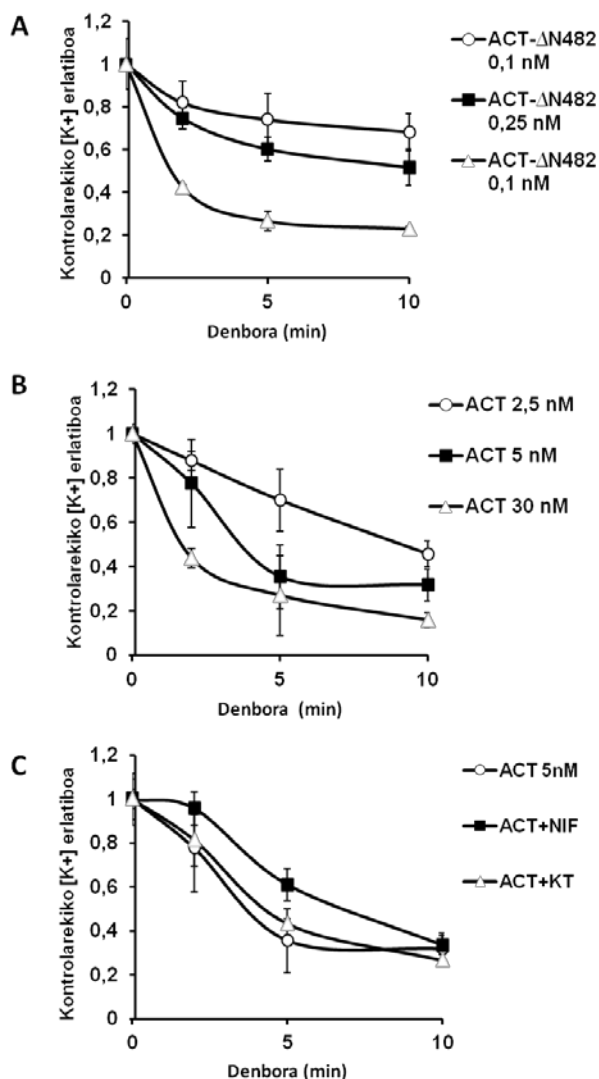 A
Kontrolarekiko [K+] erlatiboa
1,2
1
0,8
0,6
0,4
0,2
0
0
5
10
Denbora (min)
ACT-ΔN482
0,1 nM
ACT-ΔN482
0,25 nM
ACT-ΔN482
0,1 nM
B
Kontrolarekiko [K+] erlatiboa
1,2
1
0,8
0,6
0,4
0,2
0
0
5
10
Denbora (min)
ACT 2,5 nM
ACT 5 nM
ACT 30 nM
C
Kontrolarekiko [K+] erlatiboa
1,2
1
0,8
0,6
0,4
0,2
0
0
5
10
Denbora (min)
ACT 5nM
ACT+NIF
ACT+KT